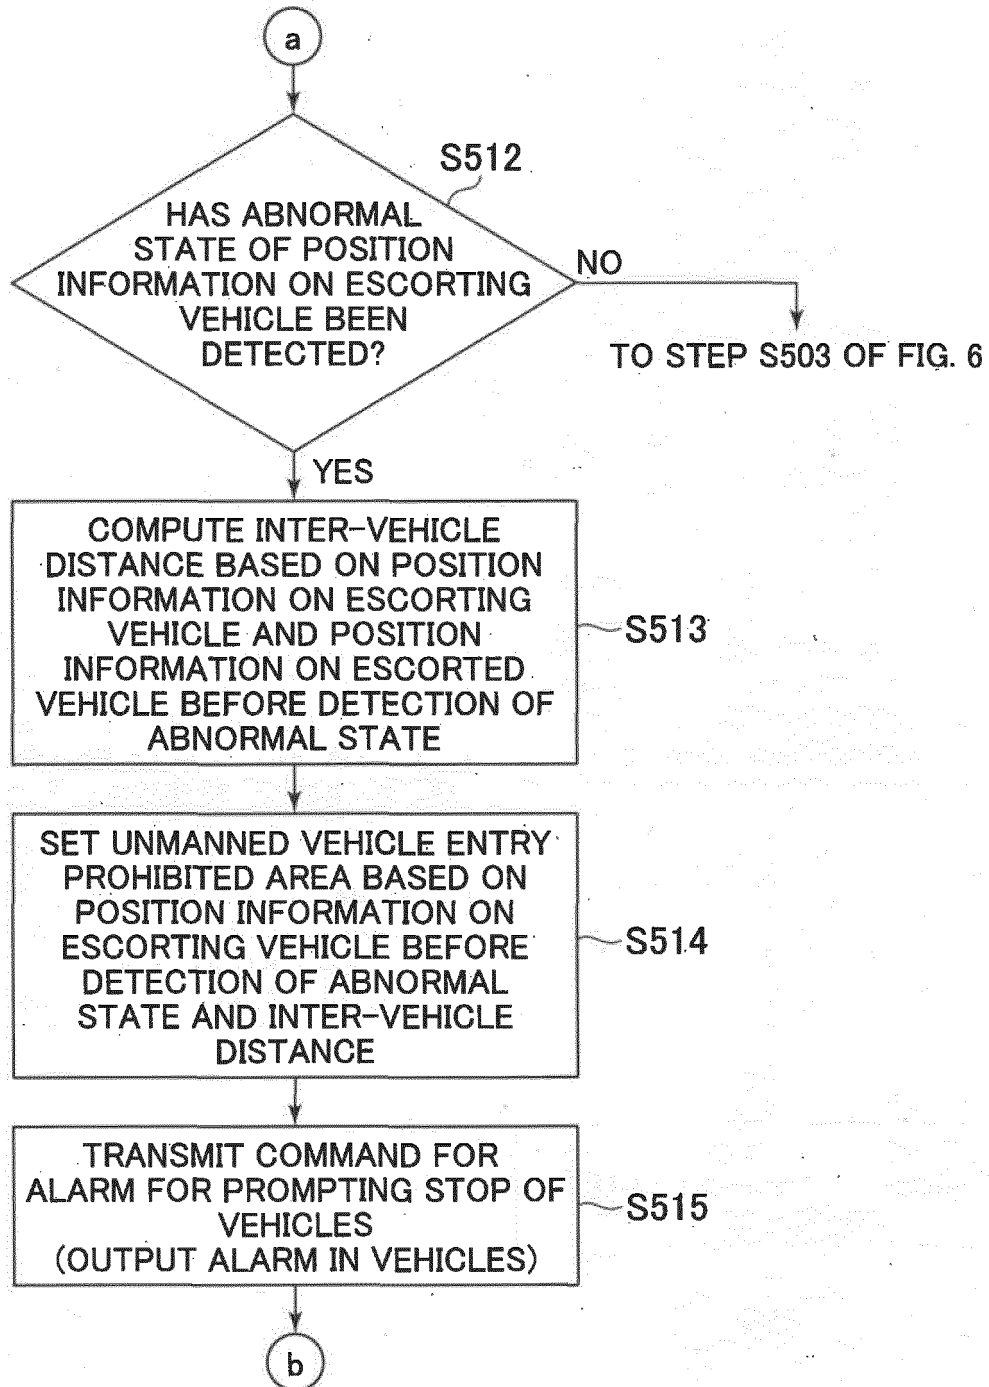 a
S512
HAS ABNORMAL
STATE OF POSITION
INFORMATION ON ESCORTING
VEHICLE BEEN
DETECTED?
NO
TO STEP S503 OF FIG. 6
YES
COMPUTE INTER-VEHICLE
DISTANCE BASED ON POSITION
INFORMATION ON ESCORTING
VEHICLE AND POSITION
INFORMATION ON ESCORTED
VEHICLE BEFORE DETECTION OF
ABNORMAL STATE
S513
SET UNMANNED VEHICLE ENTRY
PROHIBITED AREA BASED ON
POSITION INFORMATION ON
ESCORTING VEHICLE BEFORE
DETECTION OF ABNORMAL
STATE AND INTER-VEHICLE
DISTANCE
S514
TRANSMIT COMMAND FOR
ALARM FOR PROMPTING STOP OF
VEHICLES
(OUTPUT ALARM IN VEHICLES)
S515
b